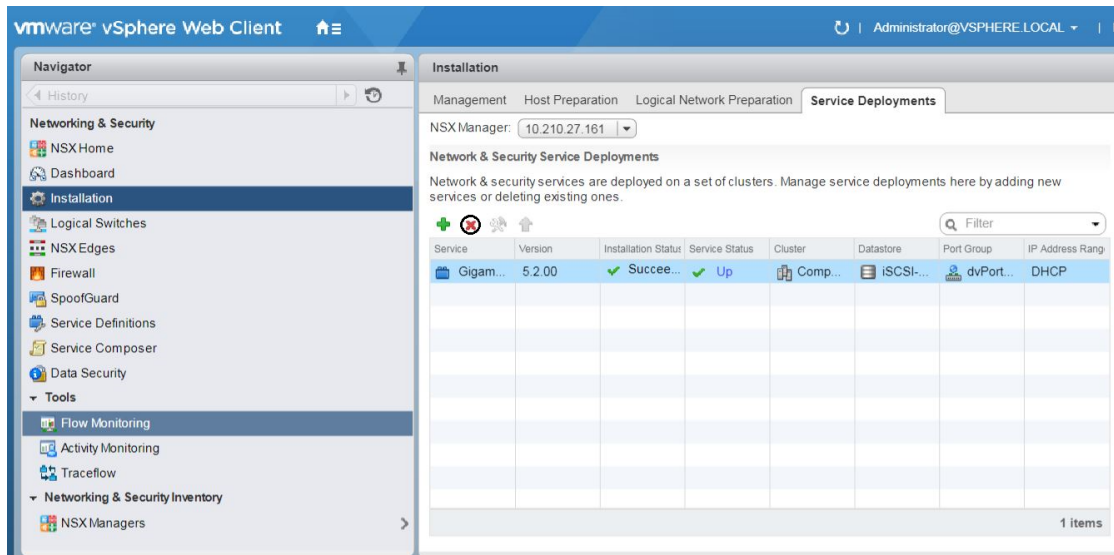 vmware® vSphere Web Client
Administrator@VSPHERE.LOCAL
Navigator
History
Networking & Security
NSX Home
Dashboard
Installation
Logical Switches
NSX Edges
Firewall
SpoofGuard
Service Definitions
Service Composer
Data Security
Tools
Flow Monitoring
Activity Monitoring
Traceflow
Networking & Security Inventory
NSX Managers
Installation
Management Host Preparation Logical Network Preparation Service Deployments
NSX Manager: 10.210.27.161
Network & Security Service Deployments
Network & security services are deployed on a set of clusters. Manage service deployments here by adding new
services or deleting existing ones.
Filter
Service Version Installation Status Service Status Cluster Datastore Port Group IP Address Rang
Gigam... 5.2.00 Succee... Up Comp... iSCSI-... dvPort... DHCP
1 items